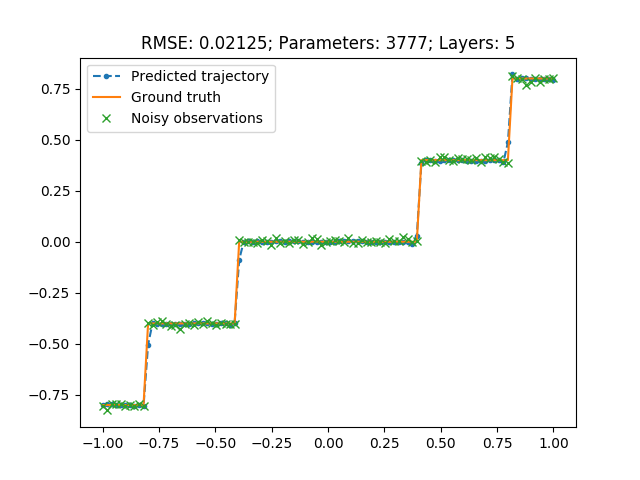 RMSE: 0.02125; Parameters: 3777; Layers: 5
Predicted trajectory
Ground truth
Noisy observations
0.75
0.50
0.25
0.00
−0.25
−0.50
−0.75
−1.00 −0.75 −0.50 −0.25 0.00 0.25 0.50 0.75 1.00